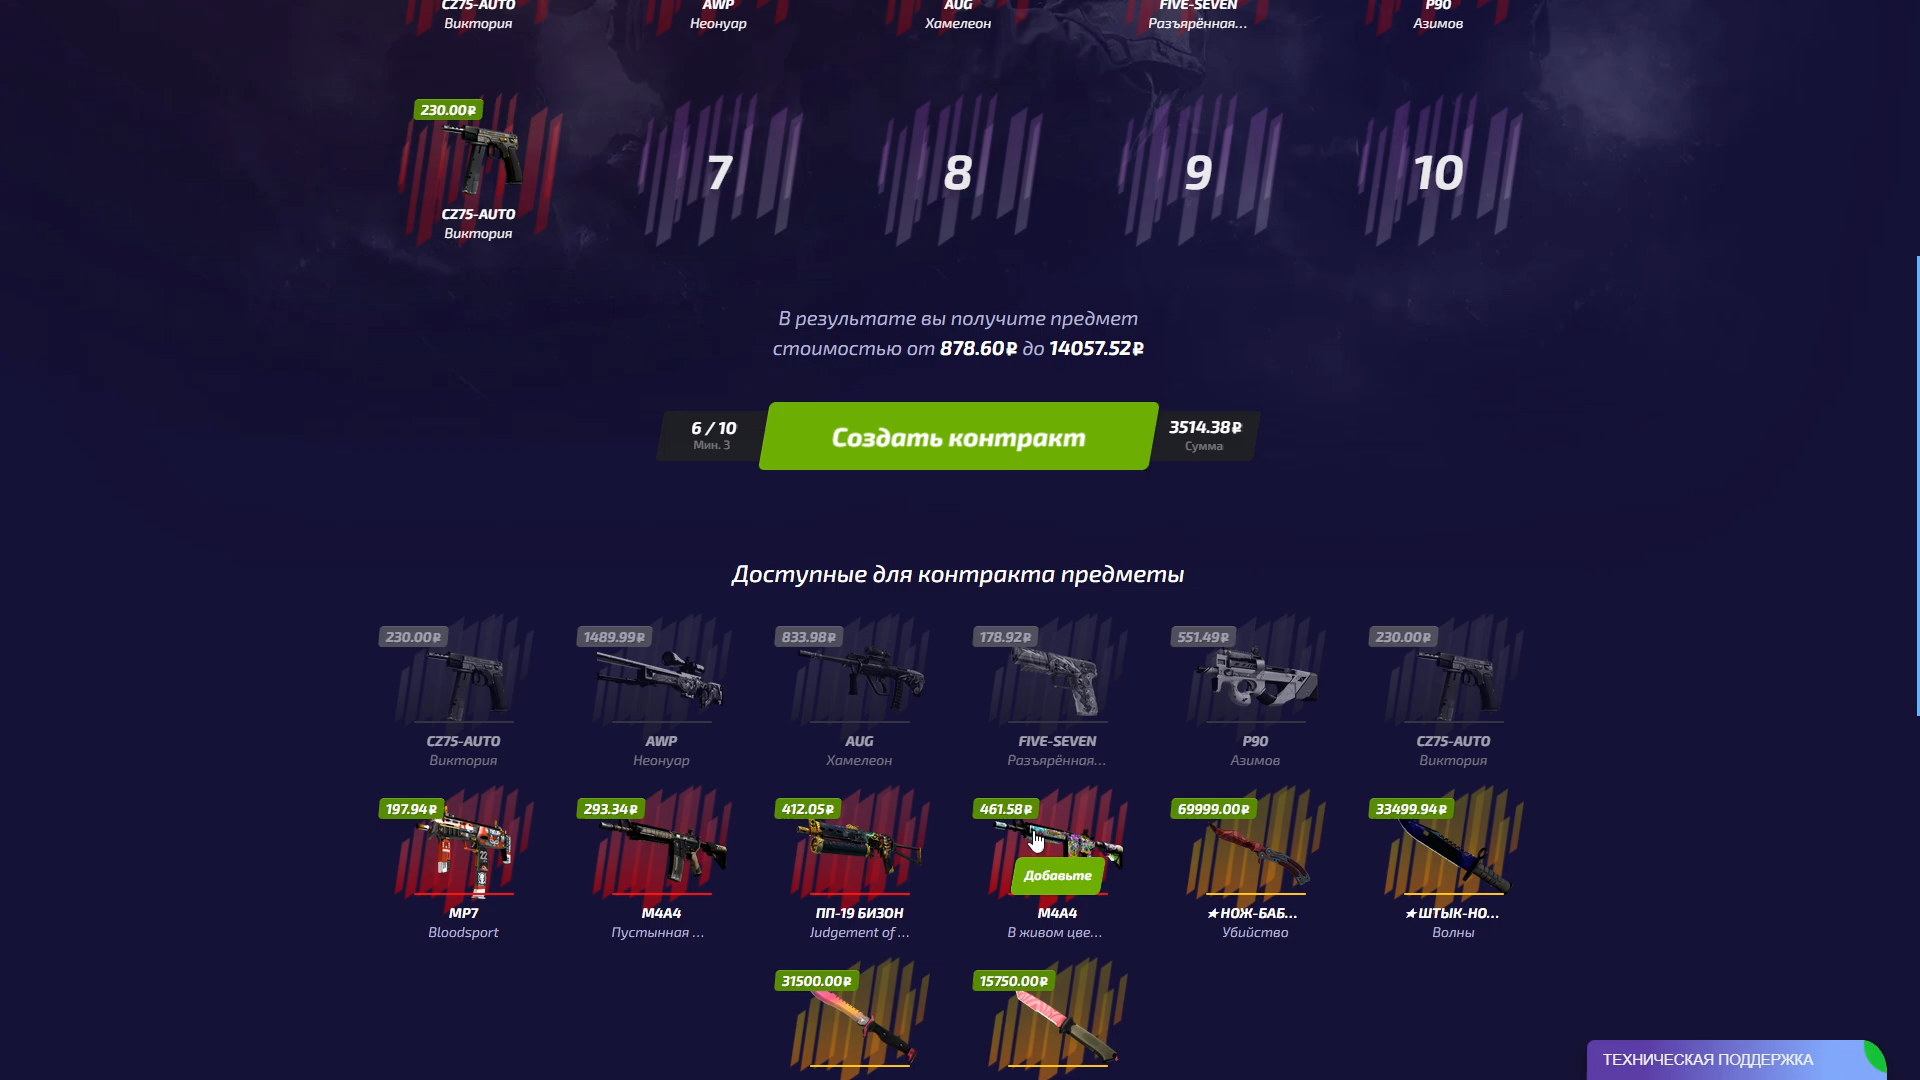 CZ75-AUTO
Виктория
AWP
Неонуар
AUG
Хамелеон
FIVE-SEVEN
Разъярённая...
P90
Азимов
230.00₽
CZ75-AUTO
Виктория
7
8
9
10
В результате вы получите предмет
стоимостью от 878.60₽ до 14057.52₽
6 / 10
Мин. 3
Создать контракт
3514.38₽
Сумма
Доступные для контракта предметы
230.00₽
CZ75-AUTO
Виктория
1489.99₽
AWP
Неонуар
833.98₽
AUG
Хамелеон
178.92₽
FIVE-SEVEN
Разъярённая...
551.49₽
P90
Азимов
230.00₽
CZ75-AUTO
Виктория
197.94₽
MP7
Bloodsport
293.34₽
M4A4
Пустынная ...
412.05₽
ПП-19 БИЗОН
Judgement of ...
461.58₽
Добавьте
M4A4
В живом цве...
69999.00₽
★ НОЖ-БАБ...
Убийство
33499.94₽
★ ШТЫК-НО...
Волны
31500.00₽
15750.00₽
ТЕХНИЧЕСКАЯ ПОДДЕРЖКА